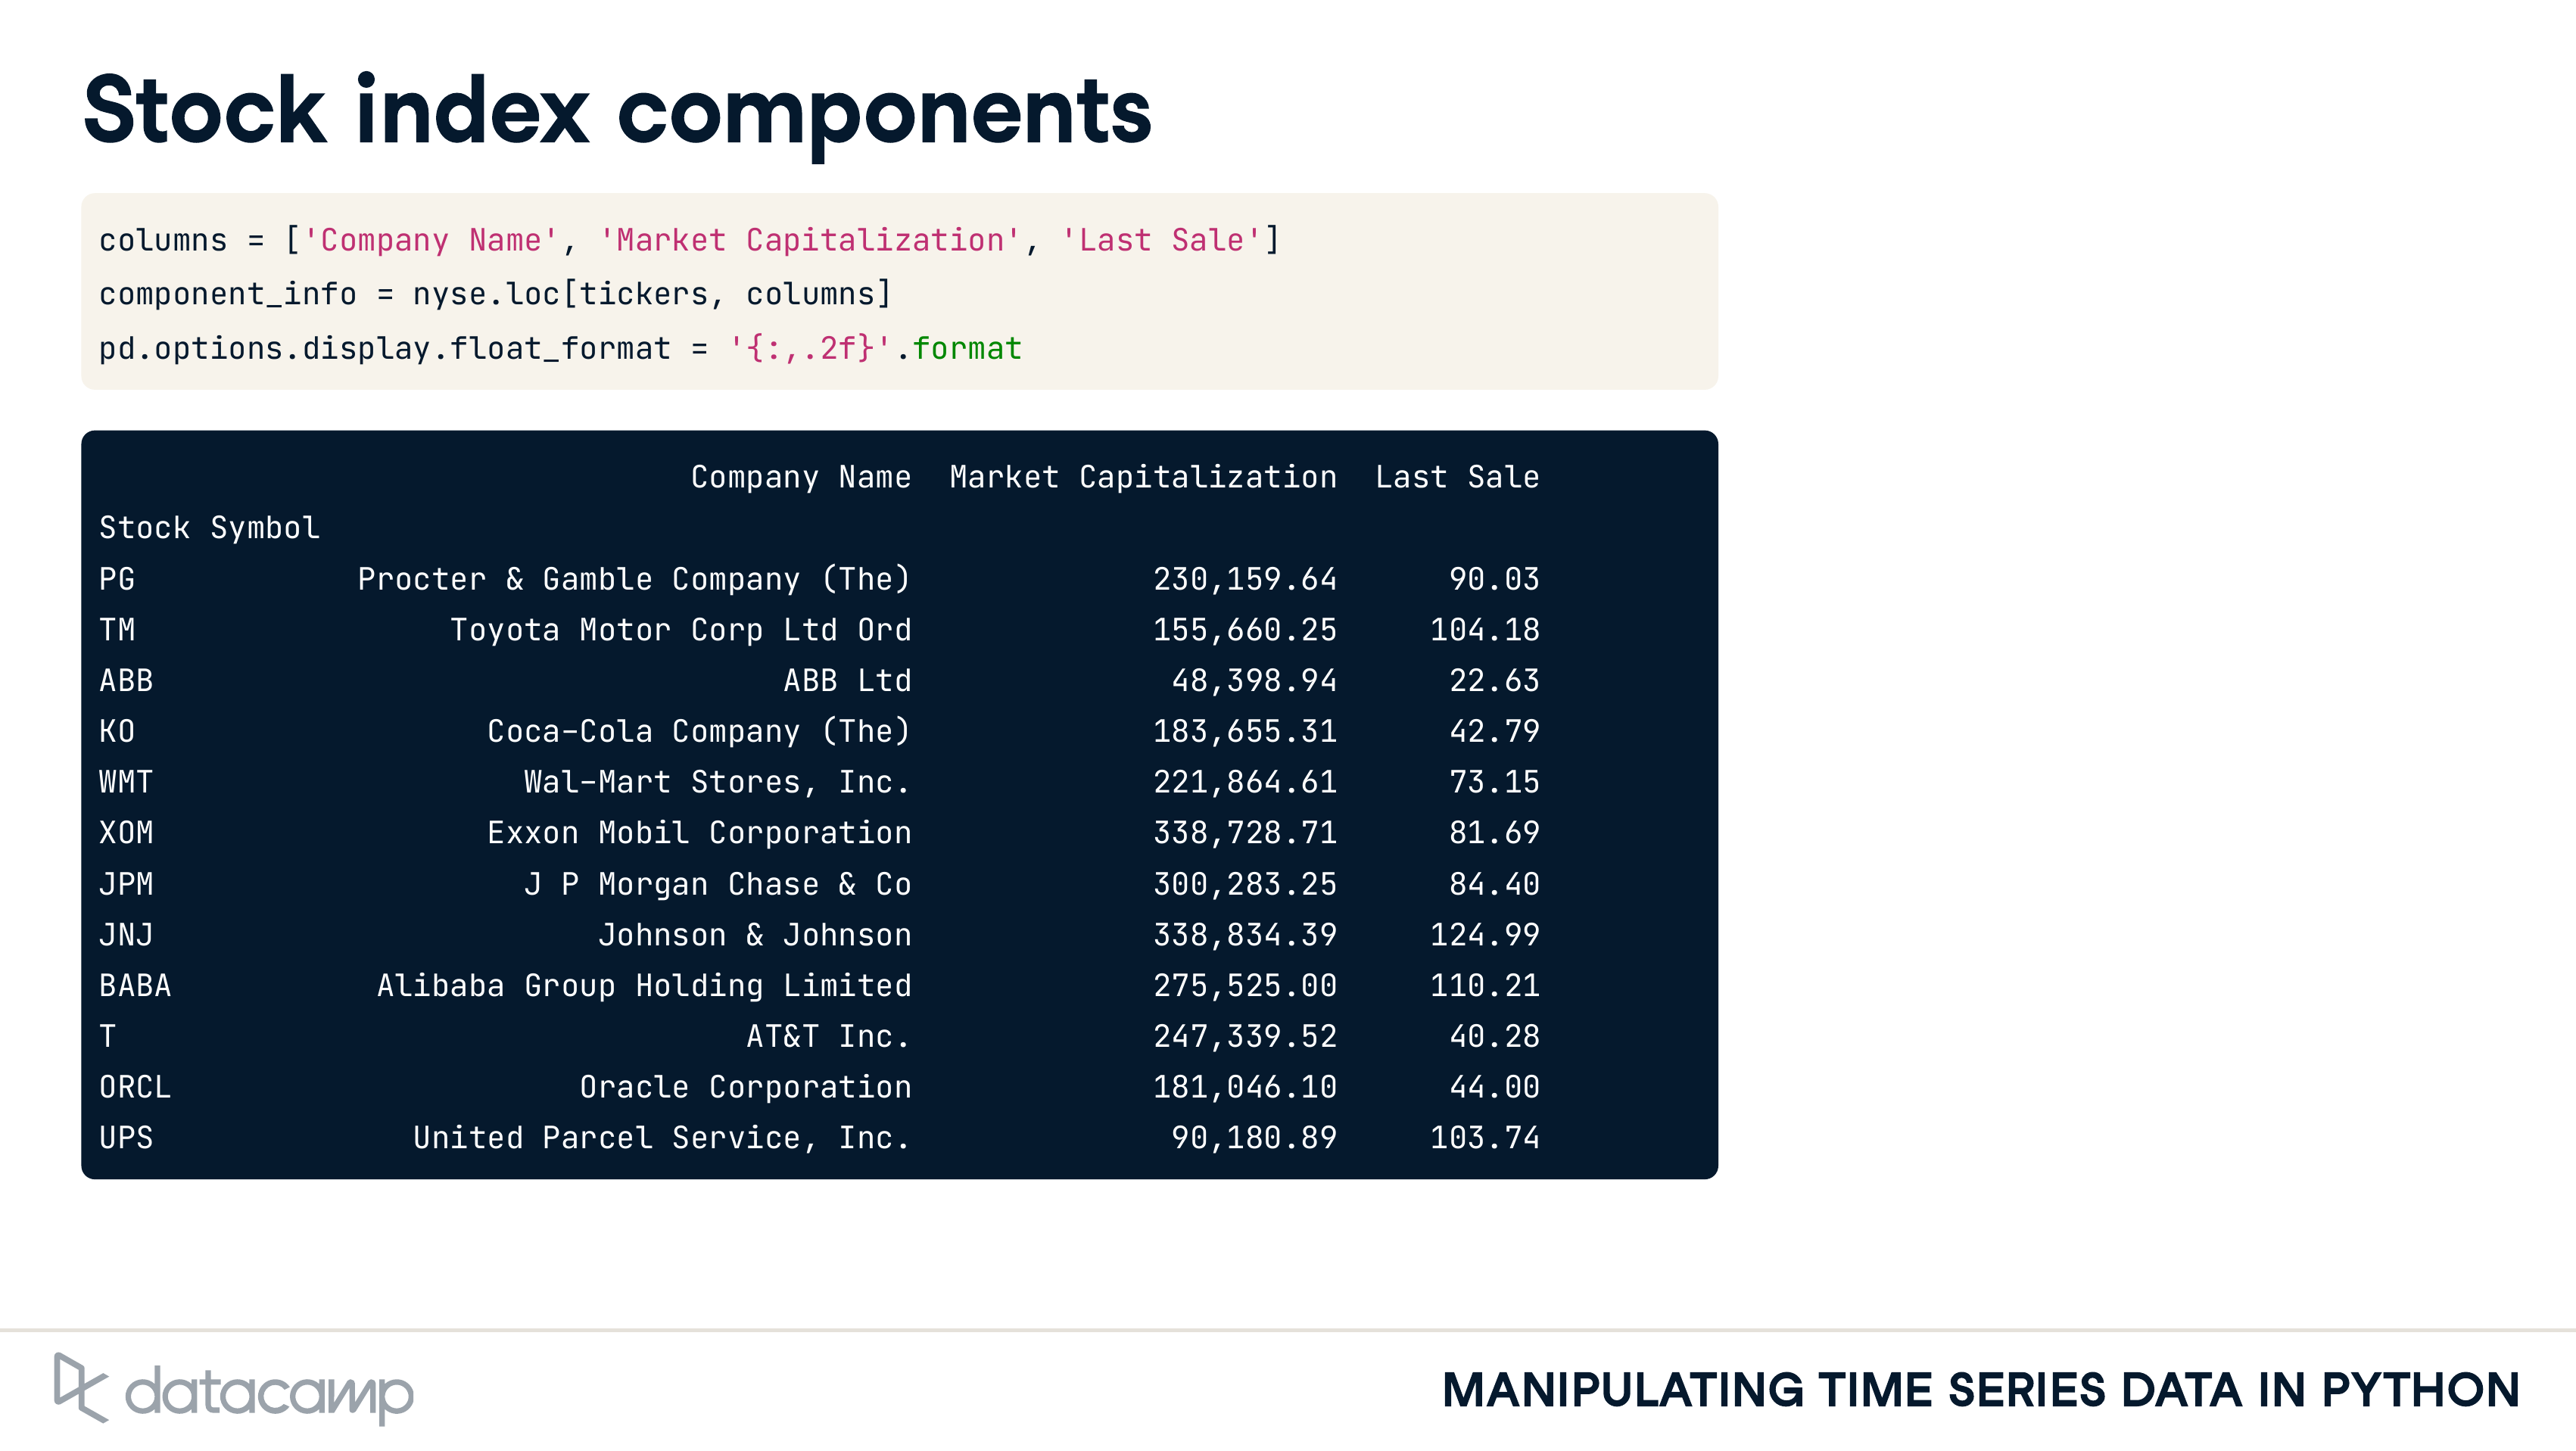 Stock index components
columns = ['Company Name', 'Market Capitalization', 'Last Sale']
component_info = nyse.loc[tickers, columns]
pd.options.display.float_format = '{:,.2f}'.format
Company Name Market Capitalization Last Sale
Stock Symbol
PG Procter & Gamble Company (The) 230,159.64 90.03
TM Toyota Motor Corp Ltd Ord 155,660.25 104.18
ABB ABB Ltd 48,398.94 22.63
KO Coca-Cola Company (The) 183,655.31 42.79
WMT Wal-Mart Stores, Inc. 221,864.61 73.15
XOM Exxon Mobil Corporation 338,728.71 81.69
JPM J P Morgan Chase & Co 300,283.25 84.40
JNJ Johnson & Johnson 338,834.39 124.99
BABA Alibaba Group Holding Limited 275,525.00 110.21
T AT&T Inc. 247,339.52 40.28
ORCL Oracle Corporation 181,046.10 44.00
UPS United Parcel Service, Inc. 90,180.89 103.74
datacamp
MANIPULATING TIME SERIES DATA IN PYTHON